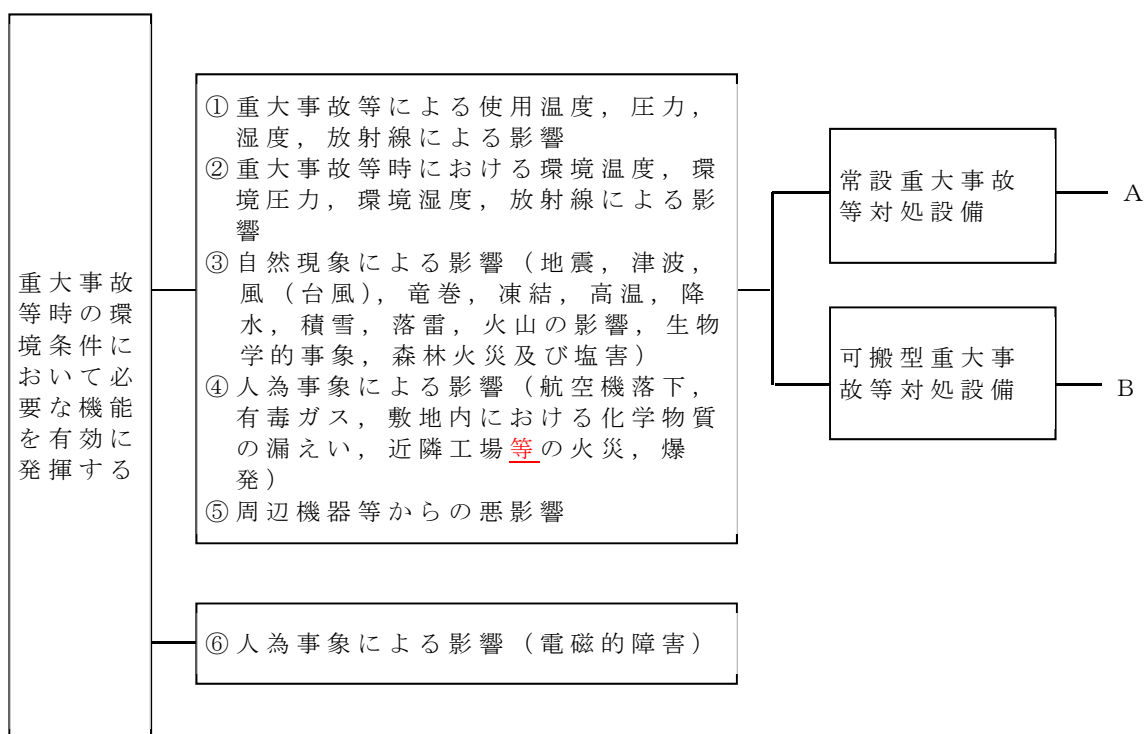 重大事故
等時の環
境条件に
おいて必
要な機能
を有効に
発揮する
①重大事故等による使用温度，圧力，
湿度，放射線による影響
②重大事故等時における環境温度，環
境圧力，環境湿度，放射線による影
響
③自然現象による影響（地震，津波，
風（台風），竜巻，凍結，高温，降
水，積雪，落雷，火山の影響，生物
学的事象，森林火災及び塩害）
④人為事象による影響（航空機落下，
有毒ガス，敷地内における化学物質
の漏えい，近隣工場等の火災，爆
発）
⑤周辺機器等からの悪影響
⑥人為事象による影響（電磁的障害）
常設重大事故
等対処設備
A
可搬型重大事
故等対処設備
B